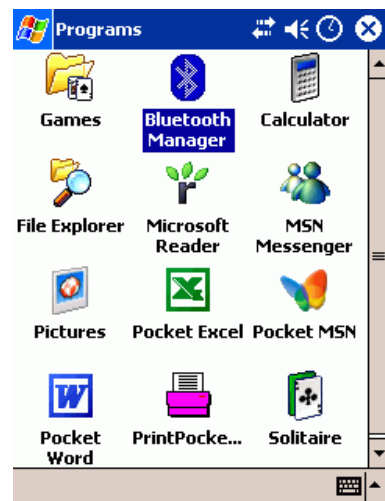 Programs
Games
Bluetooth
Manager
Calculator
File Explorer
Microsoft
Reader
MSN
Messenger
Pictures
Pocket Excel
Pocket MSN
Pocket
Word
PrintPocke...
Solitaire